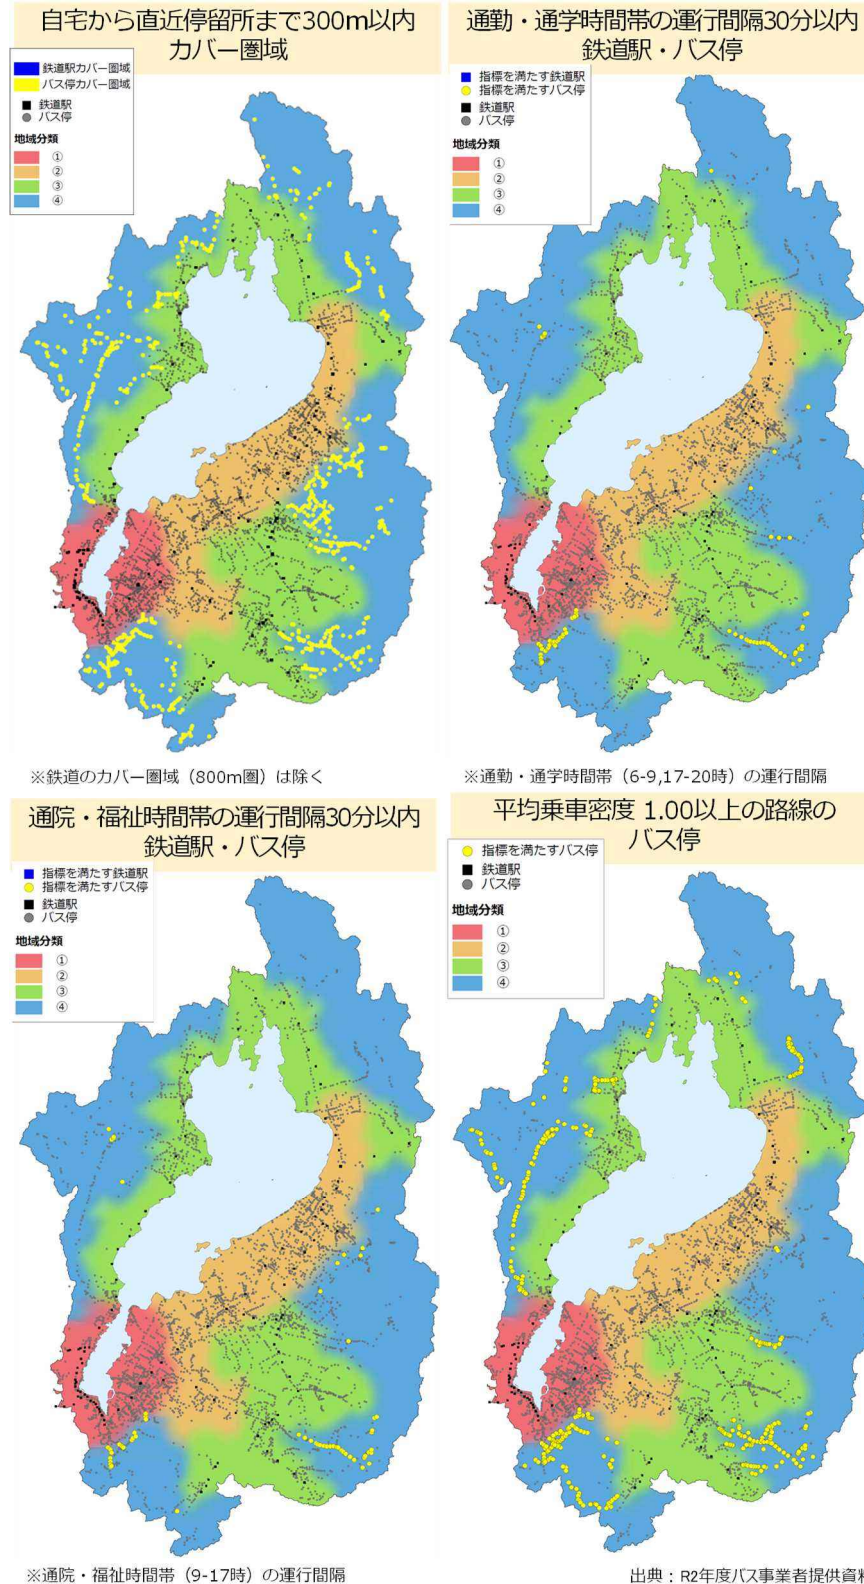 自宅から直近停留所まで300m以内
カバー圏域
鉄道駅カバー圏域
バス停カバー圏域
鉄道駅
バス停
地域分類
①
②
③
④
※鉄道のカバー圏域（800m圏）は除く
通勤・通学時間帯の運行間隔30分以内
鉄道駅・バス停
指標を満たす鉄道駅
指標を満たすバス停
鉄道駅
バス停
地域分類
①
②
③
④
※通勤・通学時間帯（6-9,17-20時）の運行間隔
通院・福祉時間帯の運行間隔30分以内
鉄道駅・バス停
指標を満たす鉄道駅
指標を満たすバス停
鉄道駅
バス停
地域分類
①
②
③
④
※通院・福祉時間帯（9-17時）の運行間隔
平均乗車密度 1.00以上の路線の
バス停
指標を満たすバス停
鉄道駅
バス停
地域分類
①
②
③
④
出典：R2年度バス事業者提供資料